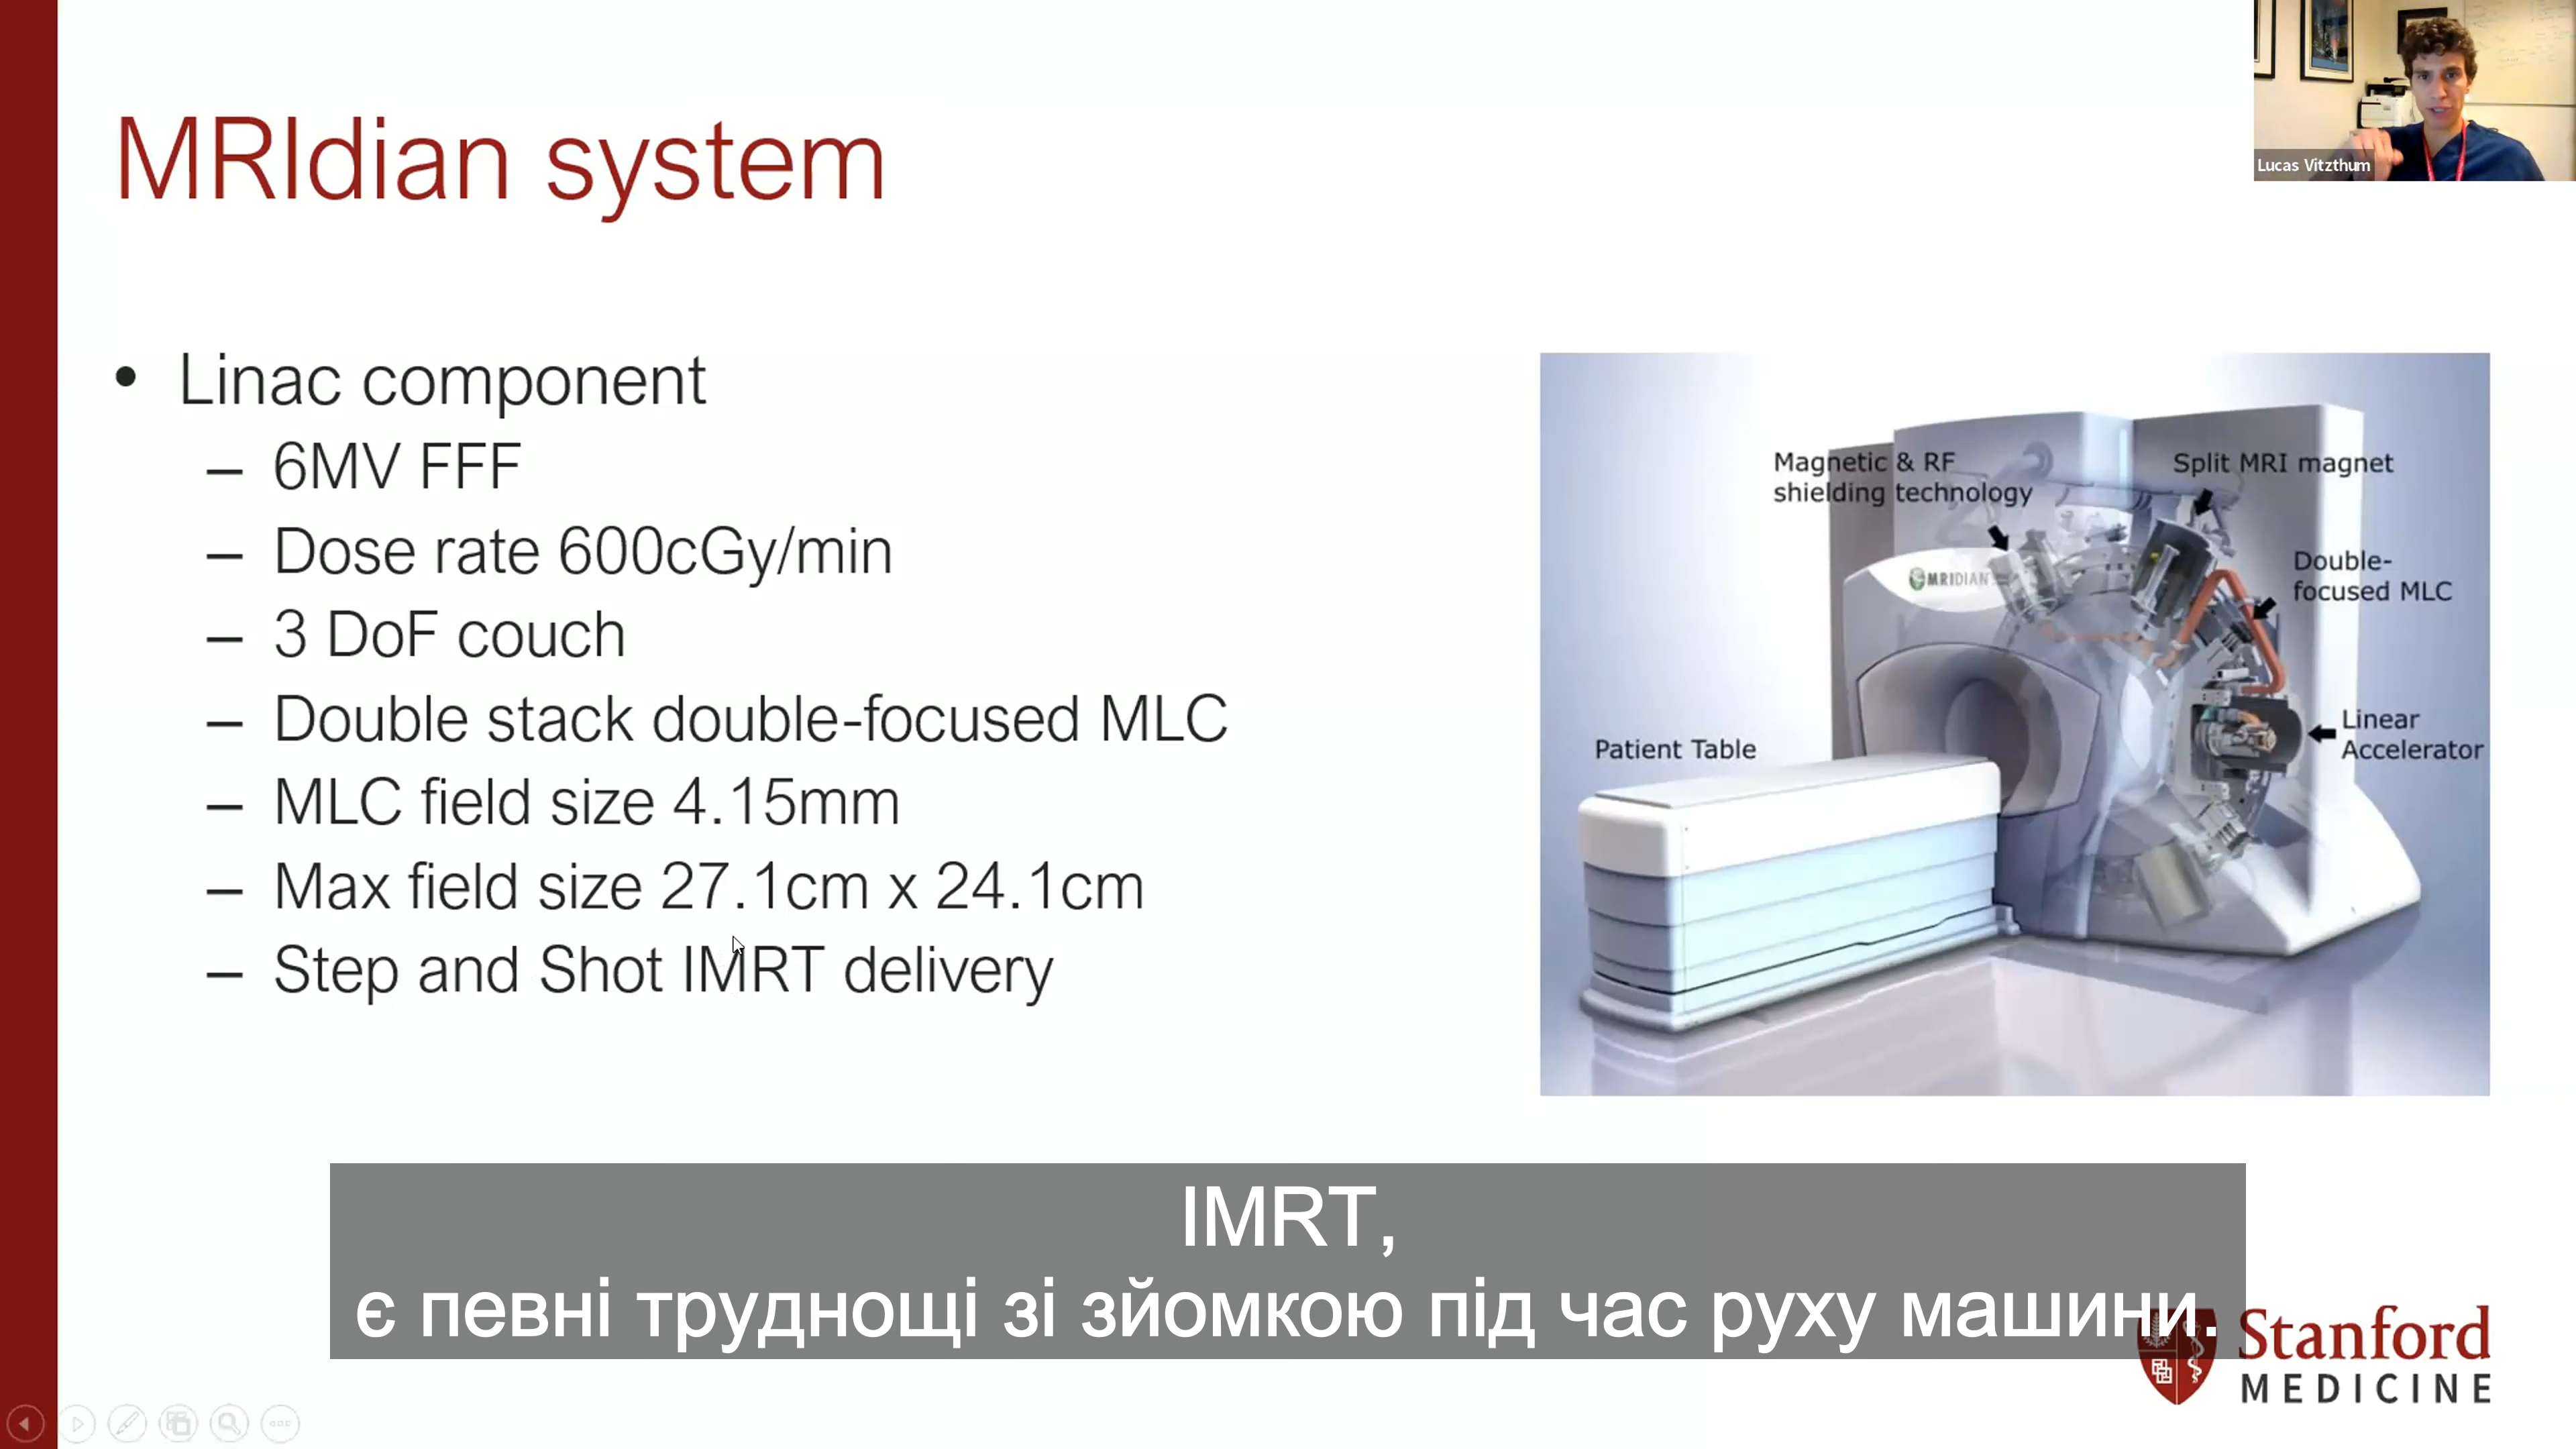 MRIdian system
Lucas Vitzthum
• Linac component
– 6MV FFF
– Dose rate 600cGy/min
– 3 DoF couch
– Double stack double-focused MLC
– MLC field size 4.15mm
– Max field size 27.1cm x 24.1cm
– Step and Shot IMRT delivery
Magnetic & RF
shielding technology
Split MRI magnet
Double-
focused MLC
MRIDIAN
Linear
Accelerator
Patient Table
IMRT,
є певні труднощі зі зйомкою під час руху машини.
Stanford
MEDICINE